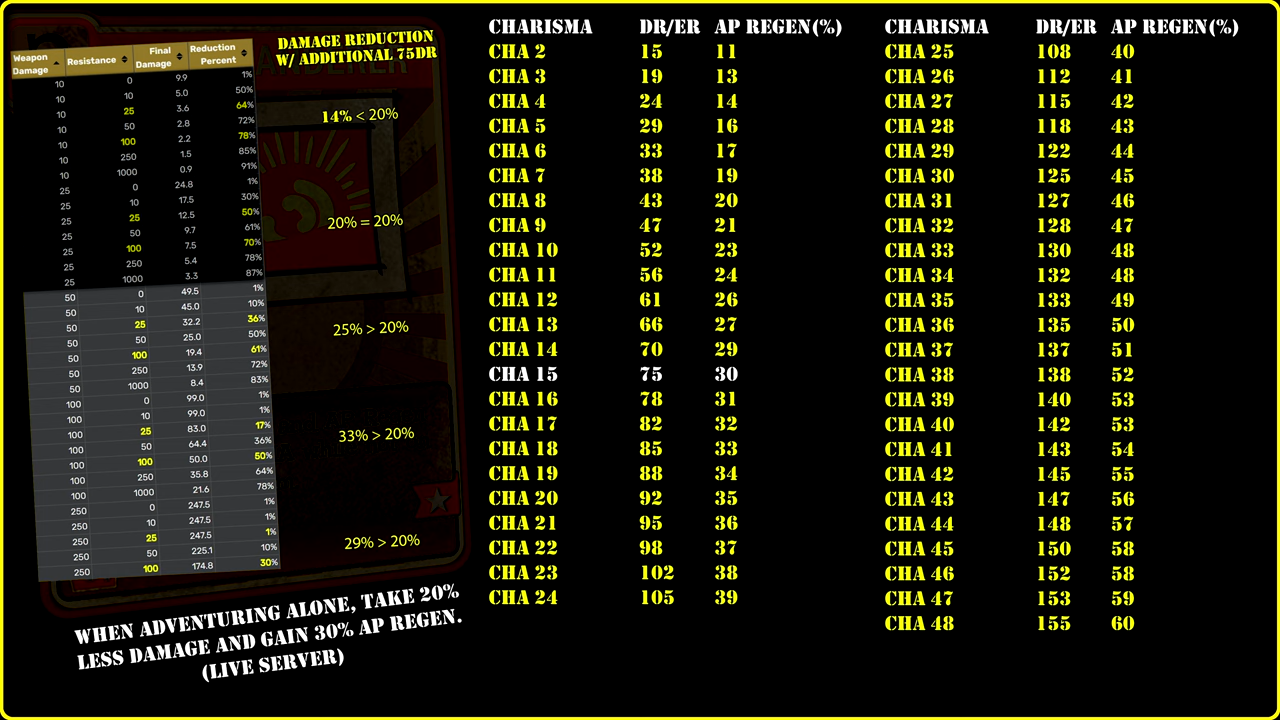 Weapon Damage Resistance Final Damage Reduction Percent
10 0 9.9 1%
10 10 5.0 50%
10 25 3.6 64%
10 50 2.8 72%
10 100 2.2 78%
10 250 1.5 85%
10 1000 0.9 91%
25 0 24.8 1%
25 10 17.5 30%
25 25 12.5 50%
25 50 9.7 61%
25 100 7.5 70%
25 250 5.4 78%
25 1000 3.3 87%
50 0 49.5 1%
50 10 45.0 10%
50 25 32.2 36%
50 50 25.0 50%
50 100 19.4 61%
50 250 13.9 72%
50 1000 8.4 83%
100 0 99.0 1%
100 10 99.0 1%
100 25 83.0 17%
100 50 64.4 36%
100 100 50.0 50%
100 250 35.8 64%
100 1000 21.6 78%
250 0 247.5 1%
250 10 247.5 1%
250 25 247.5 1%
250 50 225.1 10%
250 100 174.8 30%
DAMAGE REDUCTION
W/ ADDITIONAL 75DR
14% < 20%
20% = 20%
25% > 20%
33% > 20%
29% > 20%
WHEN ADVENTURING ALONE, TAKE 20%
LESS DAMAGE AND GAIN 30% AP REGEN.
(LIVE SERVER)
CHARISMA DR/ER AP REGEN(%)
CHA 2 15 11
CHA 3 19 13
CHA 4 24 14
CHA 5 29 16
CHA 6 33 17
CHA 7 38 19
CHA 8 43 20
CHA 9 47 21
CHA 10 52 23
CHA 11 56 24
CHA 12 61 26
CHA 13 66 27
CHA 14 70 29
CHA 15 75 30
CHA 16 78 31
CHA 17 82 32
CHA 18 85 33
CHA 19 88 34
CHA 20 92 35
CHA 21 95 36
CHA 22 98 37
CHA 23 102 38
CHA 24 105 39
CHARISMA DR/ER AP REGEN(%)
CHA 25 108 40
CHA 26 112 41
CHA 27 115 42
CHA 28 118 43
CHA 29 122 44
CHA 30 125 45
CHA 31 127 46
CHA 32 128 47
CHA 33 130 48
CHA 34 132 48
CHA 35 133 49
CHA 36 135 50
CHA 37 137 51
CHA 38 138 52
CHA 39 140 53
CHA 40 142 53
CHA 41 143 54
CHA 42 145 55
CHA 43 147 56
CHA 44 148 57
CHA 45 150 58
CHA 46 152 58
CHA 47 153 59
CHA 48 155 60